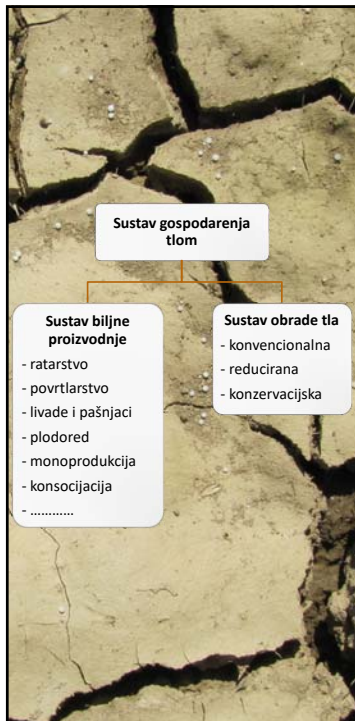 Sustav gospodarenja
tlom
Sustav biljne
proizvodnje
- ratarstvo
- povrtlarstvo
- livade i pašnjaci
- plodored
- monoprodukcija
- konsocijacija
- …………
Sustav obrade tla
- konvencionalna
- reducirana
- konzervacijska